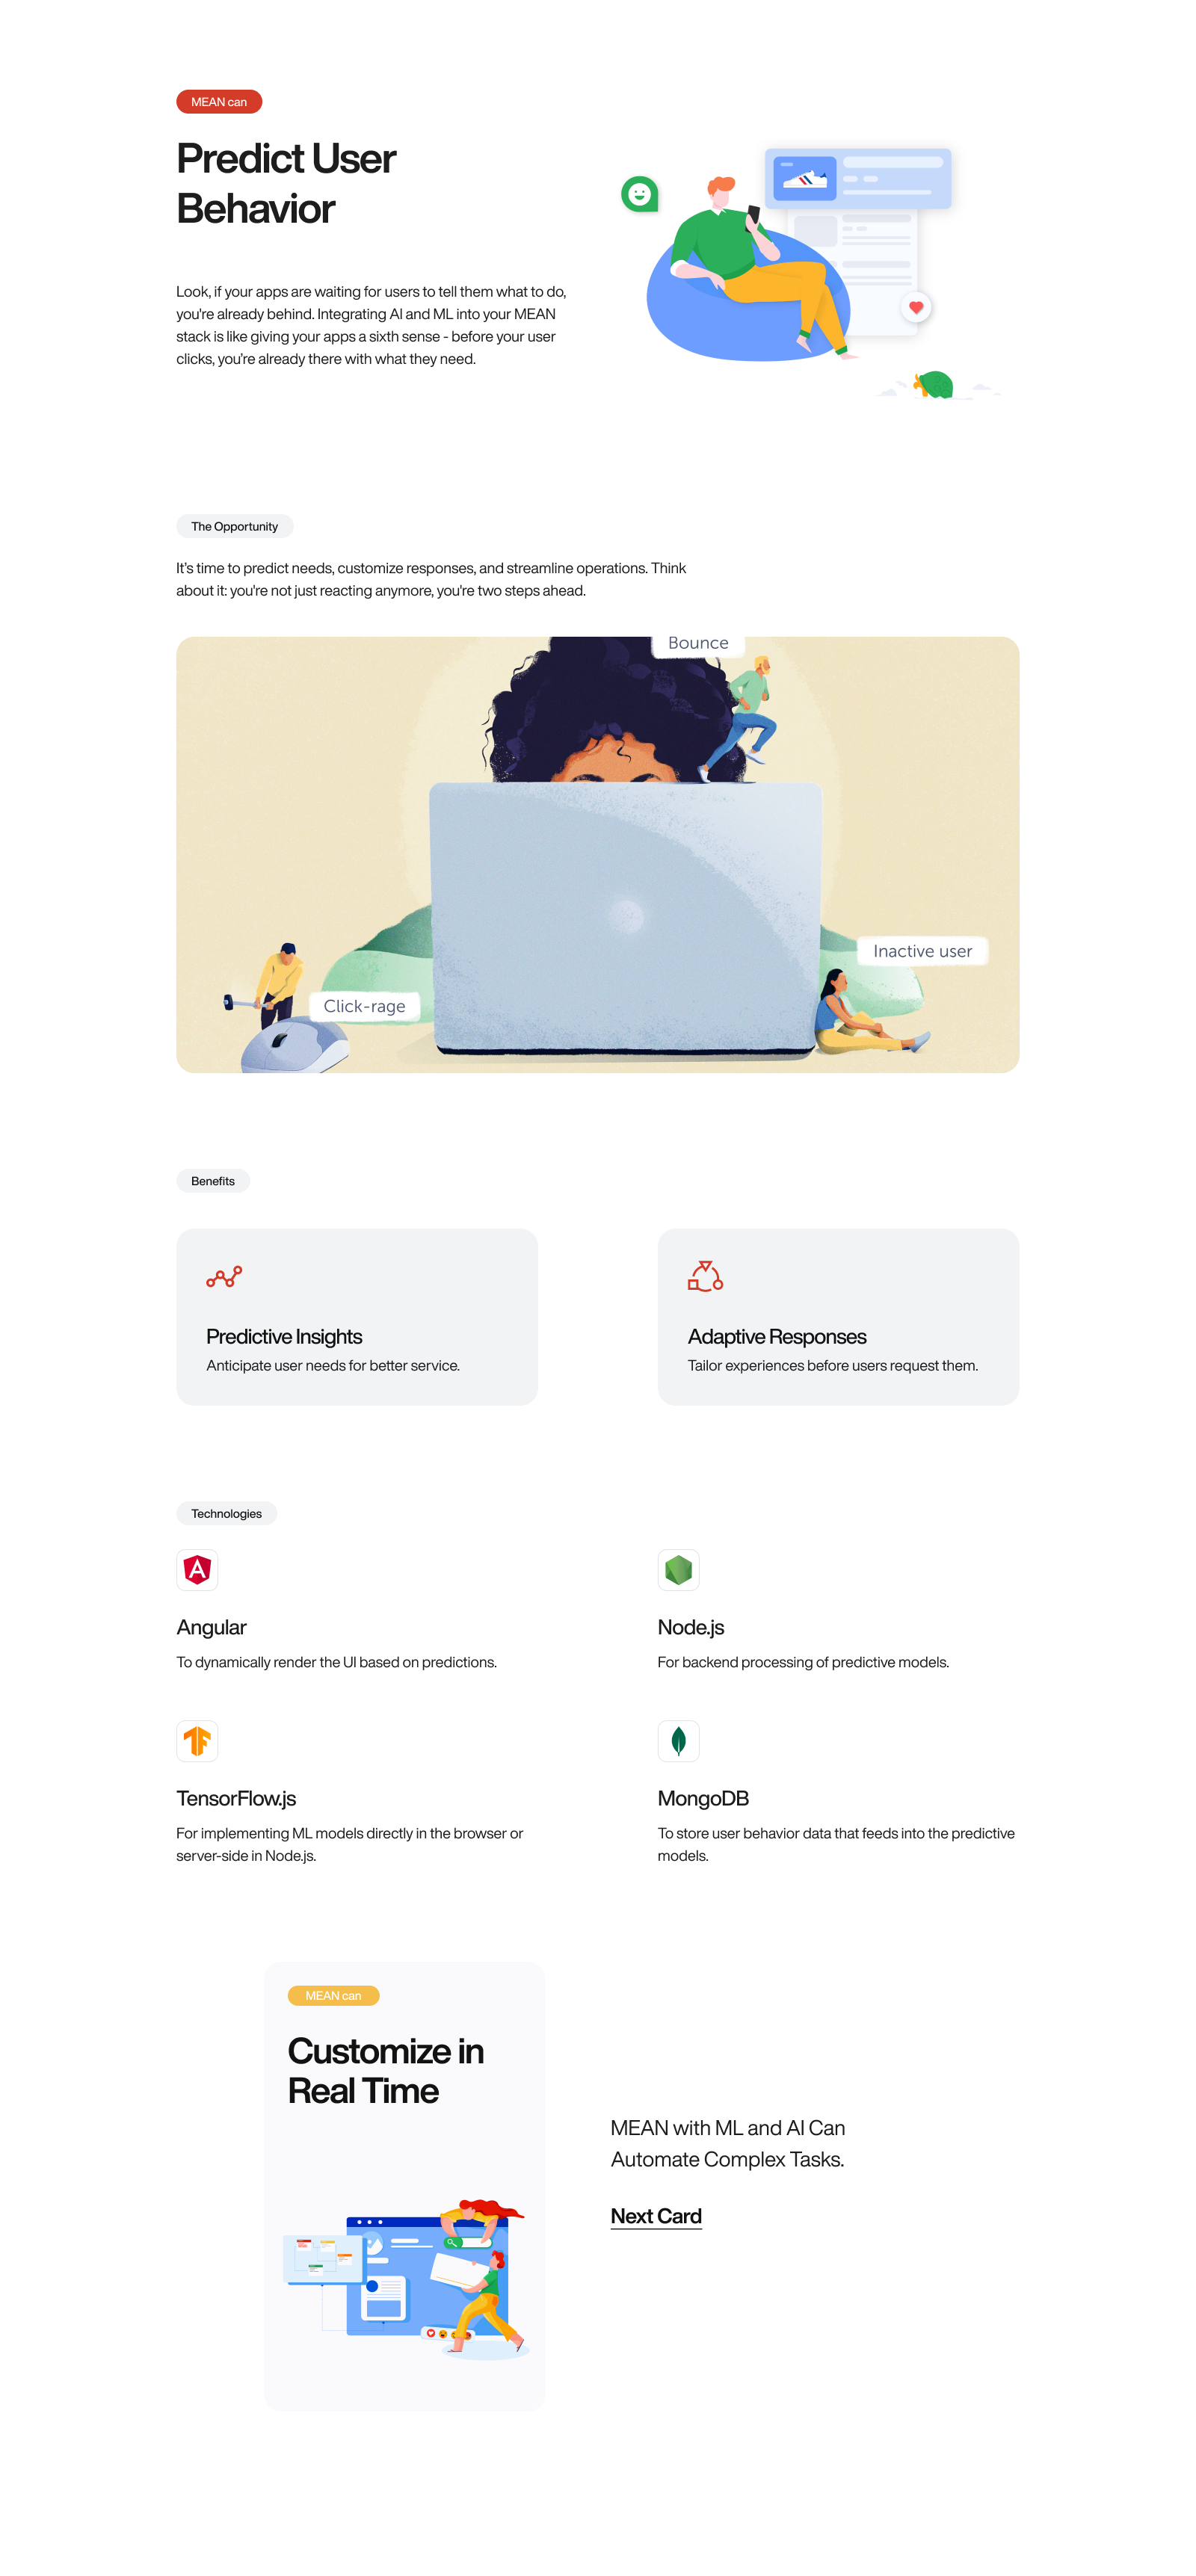 MEAN can
Predict User
Behavior
Look, if your apps are waiting for users to tell them what to do,
you're already behind. Integrating AI and ML into your MEAN
stack is like giving your apps a sixth sense - before your user
clicks, you're already there with what they need.
The Opportunity
It's time to predict needs, customize responses, and streamline operations. Think
about it: you're not just reacting anymore, you're two steps ahead.
Bounce
Inactive user
Click-rage
Benefits
Predictive Insights
Anticipate user needs for better service.
Adaptive Responses
Tailor experiences before users request them.
Technologies
Angular
To dynamically render the UI based on predictions.
Node.js
For backend processing of predictive models.
TensorFlow.js
For implementing ML models directly in the browser or
server-side in Node.js.
MongoDB
To store user behavior data that feeds into the predictive
models.
MEAN can
Customize in
Real Time
MEAN with ML and AI Can
Automate Complex Tasks.
Next Card